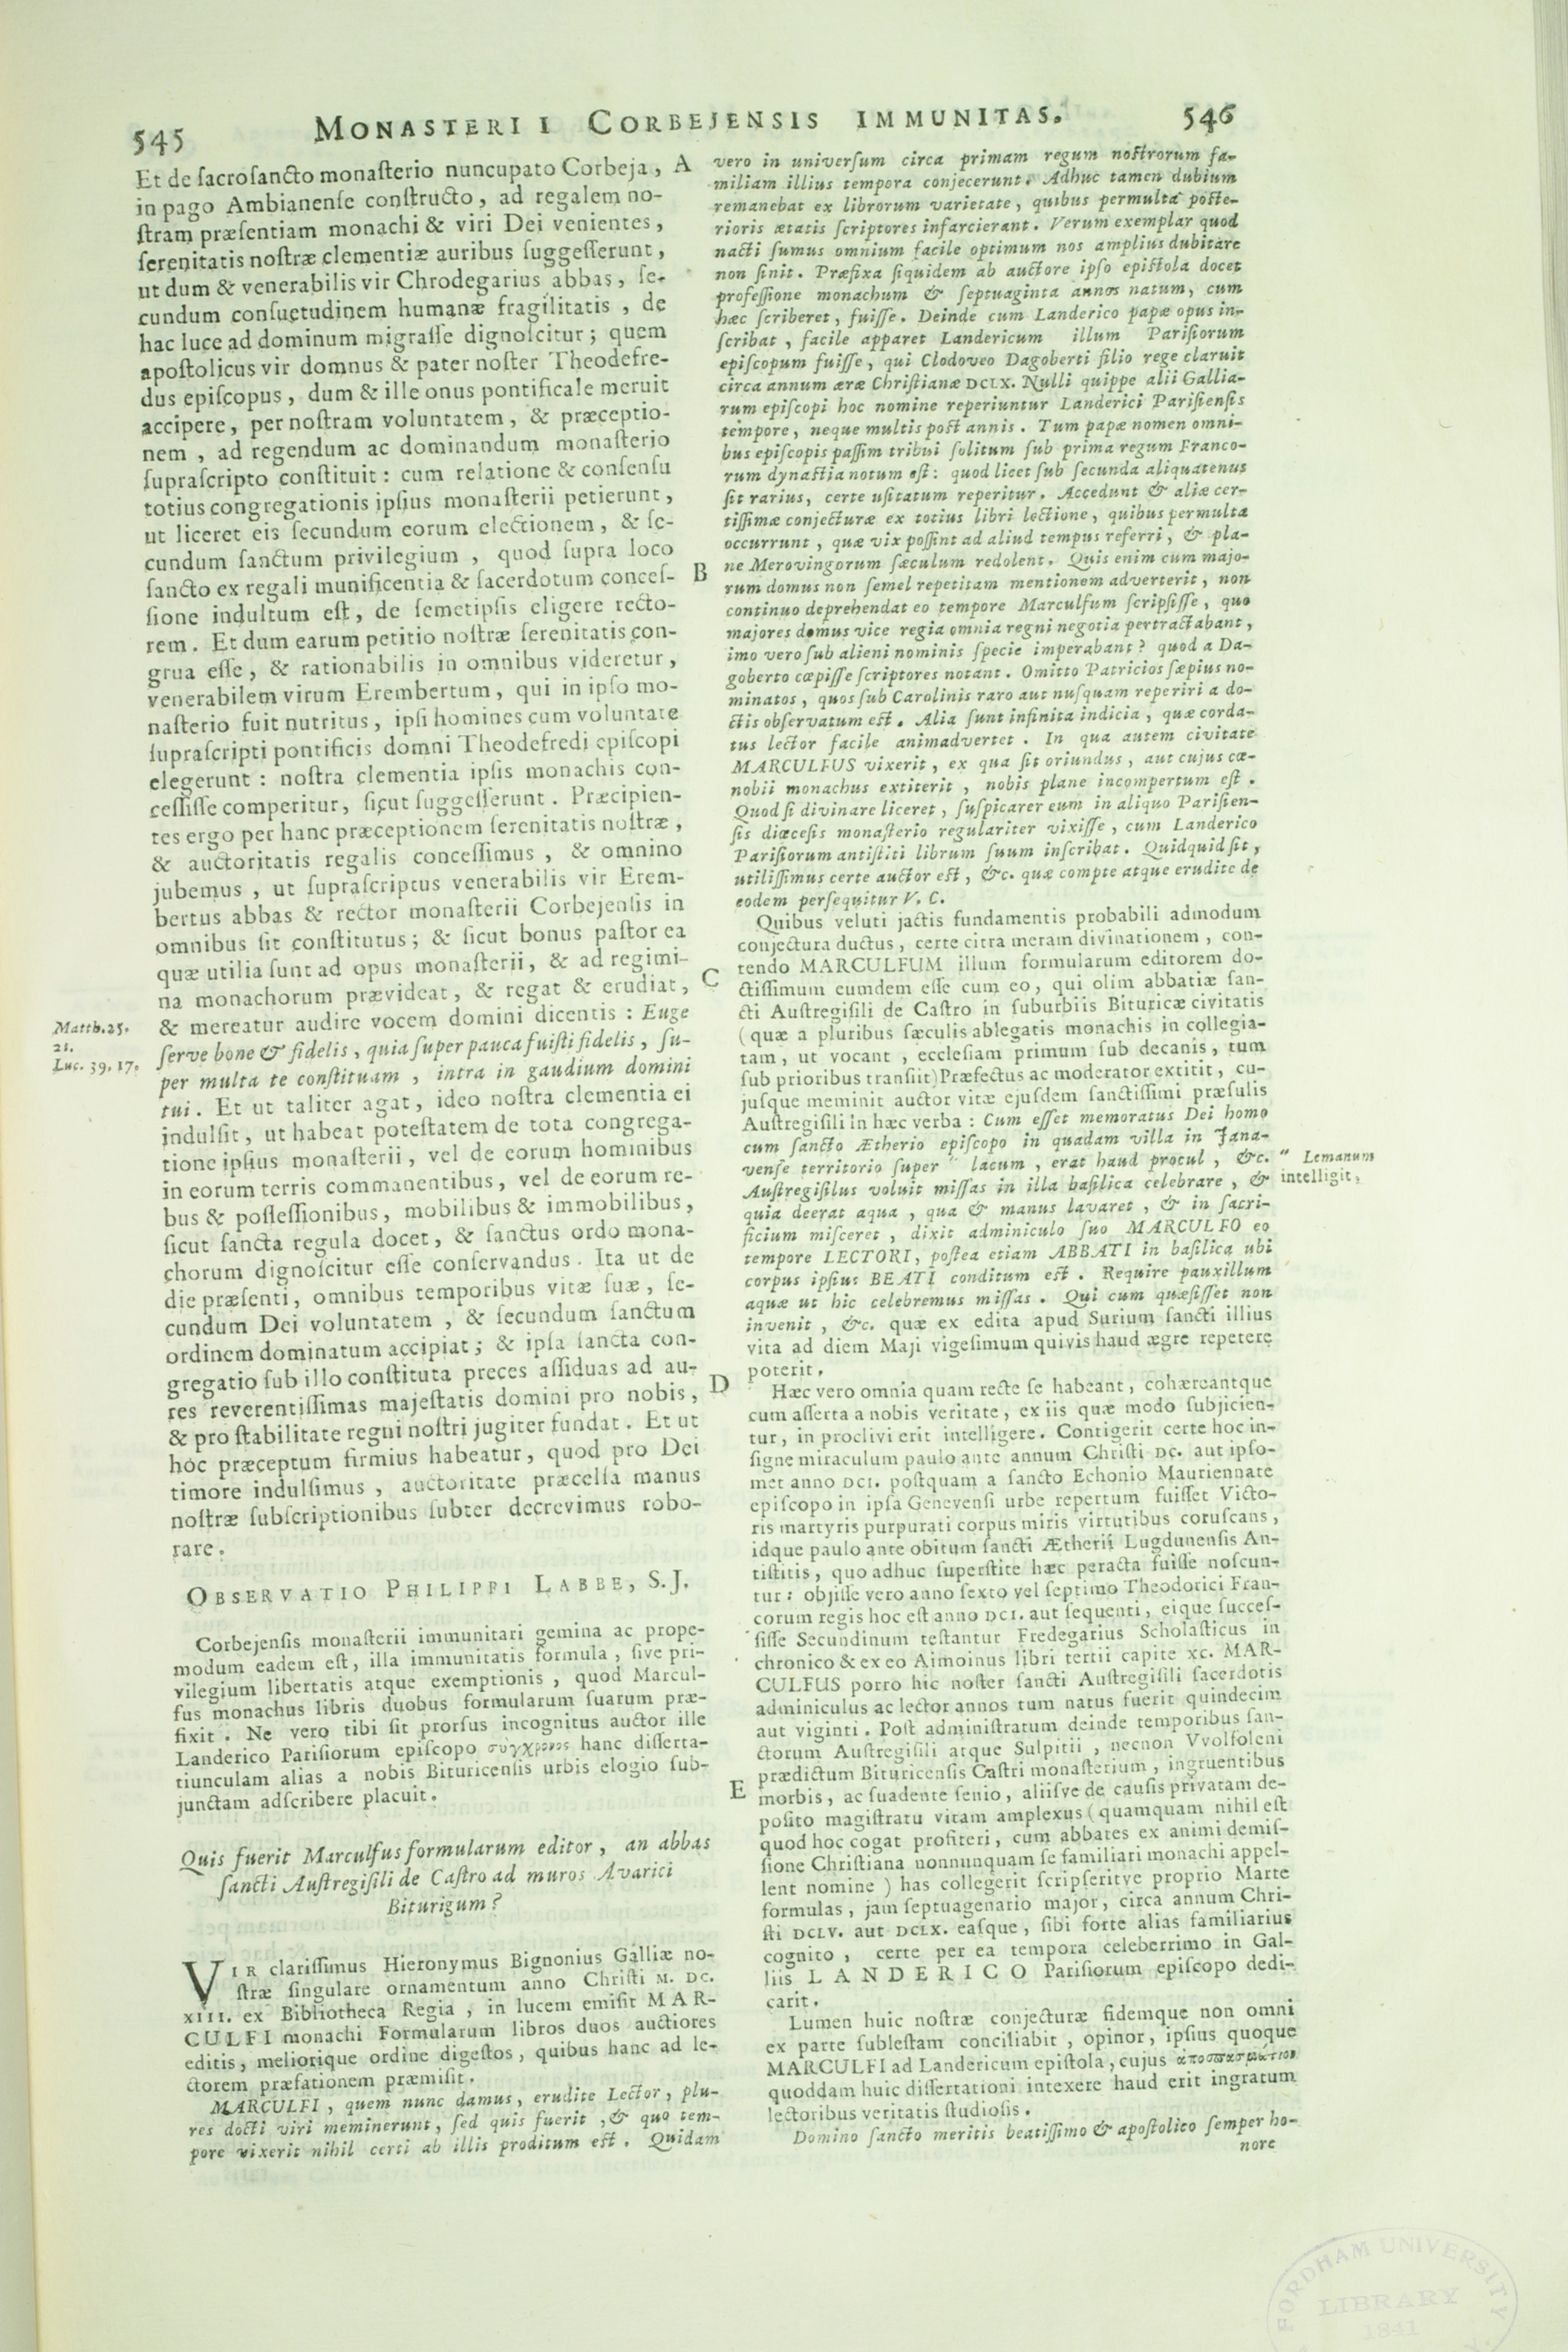 545
MONASTERII CORBEJENSIS IMMUNITAS.
546
Et de ſacroſancto monaſterio nuncupato Corbeja,
in pago Ambianenſe conſtructo, ad regalem no-
ſtram præſentiam monachi & viri Dei venientes,
ſerenitatis noſtræ clementiæ auribus ſuggeſſerunt,
ut dum & venerabilis vir Chrodegarius abbas, ſe-
cundum conſuetudinem humanæ fragilitatis, de
hac luce ad dominum migraſſe dignoſcitur; quem
apoſtolicus vir domnus & pater noſter Theodefre-
dus epiſcopus, dum & ille onus pontificale meruit
accipere, per noſtram voluntatem, & præceptio-
nem, ad regendum ac dominandum monaſterio
ſupraſcripto conſtituit: cum relatione & conſenſu
totius congregationis ipſius monaſterii petierunt,
ut liceret eis ſecundum eorum electionem, & ſe-
cundum ſanctum privilegium, quod ſupra loco
ſancto ex regali munificentia & ſacerdotum conceſ-
ſione indultum eſt, de ſemetipſis eligere recto-
rem. Et dum earum petitio noſtræ ſerenitatis con-
grua eſſe, & rationabilis in omnibus videretur,
venerabilem virum Erembertum, qui in ipſo mo-
naſterio fuit nutritus, ipſi homines cum voluntate
ſupraſcripti pontificis domni Theodefredi epiſcopi
elegerunt: noſtra clementia ipſis monachis con-
ceſſiſſe comperitur, ſicut ſuggeſſerunt. Præcipien-
tes ergo per hanc præceptionem ſerenitatis noſtræ,
& auctoritatis regalis conceſſimus, & omnino
jubemus, ut ſupraſcriptus venerabilis vir Erem-
bertus abbas & rector monaſterii Corbejenſis in
omnibus ſit conſtitutus; & ſicut bonus paſtor ea
quæ utilia ſunt ad opus monaſterii, & ad regimi-
na monachorum prævideat, & regat & erudiat,
& mereatur audire vocem domini dicentis: Euge
ſerve bone & fidelis, quia ſuper pauca fuiſti fidelis, ſu-
per multa te conſtituam, intra in gaudium domini
tui. Et ut taliter agat, ideo noſtra clementia ei
indulſit, ut habeat poteſtatem de tota congrega-
tione ipſius monaſterii, vel de eorum hominibus
in eorum terris commanentibus, vel de eorum re-
bus & poſſeſſionibus, mobilibus & immobilibus,
ſicut ſancta regula docet, & ſanctus ordo mona-
chorum dignoſcitur eſſe conſervandus. Ita ut de
die præſenti, omnibus temporibus vitæ ſuæ, ſe-
cundum Dei voluntatem, & ſecundum ſanctum
ordinem dominatum accipiat; & ipſa ſancta con-
gregatio ſub illo conſtituta preces aſſiduas ad au-
res reverentiſſimas majeſtatis domini pro nobis,
& pro ſtabilitate regni noſtri jugiter fundat. Et ut
hoc præceptum firmius habeatur, quod pro Dei
timore indulſimus, auctoritate præcelſa manus
noſtræ ſubſcriptionibus ſubter decrevimus robo-
rare.
Matth. 25.
21.
Luc. 39. 17.
OBSERVATIO PHILIPPI LABBE, S.J.
Corbejenſis monaſterii immunitati gemina ac prope-
modum eadem eſt, illa immunitatis formula, ſive pri-
vilegium libertatis atque exemptionis, quod Marcul-
fus monachus libris duobus formularum ſuarum præ-
fixit. Ne vero tibi ſit prorſus incognitus auctor ille
Landerico Pariſiorum epiſcopo σύγχρονος hanc diſſerta-
tiunculam alias a nobis Bituricenſis urbis elogio ſub-
junctam adſcribere placuit.
Quis fuerit Marculfus formularum editor, an abbas
ſancti Auſtregiſili de Caſtro ad muros Avarici
Biturigum?
VIR clariſſimus Hieronymus Bignonius Galliæ no-
ſtræ ſingulare ornamentum anno Chriſti M. DC.
XIII. ex Bibliotheca Regia, in lucem emiſit MAR-
CULFI monachi Formularum libros duos auctiores
editis, meliorique ordine digeſtos, quibus hanc ad le-
ctorem præfationem præmiſit.
MARCULFI, quem nunc damus, erudite Lector, plu-
res docti viri meminerunt, ſed quis fuerit, & quo tem-
pore vixerit nihil certi ab illis proditum eſt. Quidam
A
B
C
D
E
vero in univerſum circa primam regum noſtrorum fa-
miliam illius tempora conjecerunt. Adhuc tamen dubium
remanebat ex librorum varietate, quibus permulta poſte-
rioris ætatis ſcriptores infarcierant. Verum exemplar quod
nacti ſumus omnium facile optimum nos amplius dubitare
non ſinit. Præfixa ſiquidem ab auctore ipſo epiſtola docet
profeſſione monachum & ſeptuaginta annos natum, cum
hæc ſcriberet, fuiſſe. Deinde cum Landerico papæ opus in-
ſcribat, facile apparet Landericum illum Pariſiorum
epiſcopum fuiſſe, qui Clodoveo Dagoberti filio rege claruit
circa annum æræ Chriſtianæ DCLX. Nulli quippe alii Gallia-
rum epiſcopi hoc nomine reperiuntur Landerici Pariſienſis
tempore, neque multis poſt annis. Tum papæ nomen omni-
bus epiſcopis paſſim tribui ſolitum ſub prima regum Franco-
rum dynaſtia notum eſt: quod licet ſub ſecunda aliquatenus
ſit rarius, certe uſitatum reperitur. Accedunt & aliæ cer-
tiſſimæ conjecturæ ex totius libri lectione, quibus permulta
occurrunt, quæ vix poſſint ad aliud tempus referri, & pla-
ne Merovingorum ſæculum redolent. Quis enim cum majo-
rum domus non ſemel repetitam mentionem adverterit, non
continuo deprehendat eo tempore Marculfum ſcripſiſſe, quo
majores domus vice regia omnia regni negotia pertractabant,
imo vero ſub alieni nominis ſpecie imperabant? quod a Da-
goberto cœpiſſe ſcriptores notant. Omitto Patricios ſæpius no-
minatos, quos ſub Carolinis raro aut nuſquam reperiri a do-
ctis obſervatum eſt. Alia ſunt infinita indicia, quæ corda-
tus lector facile animadvertet. In qua autem civitate
MARCULFUS vixerit, ex qua ſit oriundus, aut cujus cœ-
nobii monachus extiterit, nobis plane incompertum eſt.
Quod ſi divinare liceret, ſuſpicarer eum in aliquo Pariſien-
ſis diœceſis monaſterio regulariter vixiſſe, cum Landerico
Pariſiorum antiſtiti librum ſuum inſcribat. Quidquid ſit,
utiliſſimus certe auctor eſt, &c. quæ compte atque erudite de
eodem perſequitur V. C.
Quibus veluti jactis fundamentis probabili admodum
conjectura ductus, certe citra meram divinationem, con-
tendo MARCULFUM illum formularum editorem do-
ctiſſimum eumdem eſſe cum eo, qui olim abbatiæ ſan-
cti Auſtregiſili de Caſtro in ſuburbiis Bituricæ civitatis
(quæ a pluribus ſæculis ablegatis monachis in collegia-
tam, ut vocant, eccleſiam primum ſub decanis, tum
ſub prioribus tranſiit) Præfectus ac moderator extitit, cu-
juſque meminit auctor vitæ ejuſdem ſanctiſſimi præſulis
Auſtregiſili in hæc verba: Cum eſſet memoratus Dei homo
cum ſancto Ætherio epiſcopo in quadam villa in Jana-
venſe territorio ſuper " lacum, erat haud procul, &c.
Auſtregiſilus voluit miſſas in illa baſilica celebrare, &
quia deerat aqua, qua & manus lavaret, & in ſacri-
ficium miſceret, dixit adminiculo ſuo MARCULFO eo
tempore LECTORI, poſtea etiam ABBATI in baſilica ubi
corpus ipſius BEATI conditum eſt. Require pauxillum
aquæ ut hic celebremus miſſas. Qui cum quæſiſſet non
invenit, &c. quæ ex edita apud Surium ſancti illius
vita ad diem Maji vigeſimum quivis haud ægre repetere
poterit.
" Lemanum
intelligit,
Hæc vero omnia quam recte ſe habeant, cohæreantque
cum aſſerta a nobis veritate, ex iis quæ modo ſubjicien-
tur, in proclivi erit intelligere. Contigerit certe hoc in-
ſigne miraculum paulo ante annum Chriſti DC. aut ipſo-
met anno DCI. poſtquam a ſancto Echonio Mauriennate
epiſcopo in ipſa Genevenſi urbe repertum fuiſſet Victo-
ris martyris purpurati corpus miris virtutibus coruſcans,
idque paulo ante obitum ſancti Ætherii Lugdunenſis An-
tiſtitis, quo adhuc ſuperſtite hæc peracta fuiſſe noſcun-
tur: objiſſe vero anno ſexto vel ſeptimo Theodorici Fran-
corum regis hoc eſt anno DCI. aut ſequenti, eique ſucceſ-
ſiſſe Secundinum teſtantur Fredegarius Scholaſticus in
chronico & ex eo Aimoinus libri tertii capite XC. MAR-
CULFUS porro hic noſter ſancti Auſtregiſili ſacerdotis
adminiculus ac lector annos tum natus fuerit quindecim
aut viginti. Poſt adminiſtratum deinde temporibus ſan-
ctorum Auſtregiſili atque Sulpitii, necnon Vvolfoleni
prædictum Bituricenſis Caſtri monaſterium, ingruentibus
morbis, ac ſuadente ſenio, aliiſve de cauſis privatam de-
poſito magiſtratu vitam amplexus (quamquam nihil eſt
quod hoc cogat profiteri, cum abbates ex animi demiſ-
ſione Chriſtiana nonnunquam ſe familiari monachi appel-
lent nomine) has collegerit ſcripſeritve proprio Marte
formulas, jam ſeptuagenario major, circa annum Chri-
ſti DCLV. aut DCLX. eaſque, ſibi forte alias familiarius
cognito, certe per ea tempora celeberrimo in Gal-
liis LANDERICO Pariſiorum epiſcopo dedi-
carit.
Lumen huic noſtræ conjecturæ fidemque non omni
ex parte ſubleſtam conciliabit, opinor, ipſius quoque
MARCULFI ad Landericum epiſtola, cujus ἀποσπασμάτιον
quoddam huic diſſertationi intexere haud erit ingratum
lectoribus veritatis ſtudioſis.
Domino ſancto meritis beatiſſimo & apoſtolico ſemper ho-
nore
FORDHAM UNIVERSITY
LIBRARY
1841